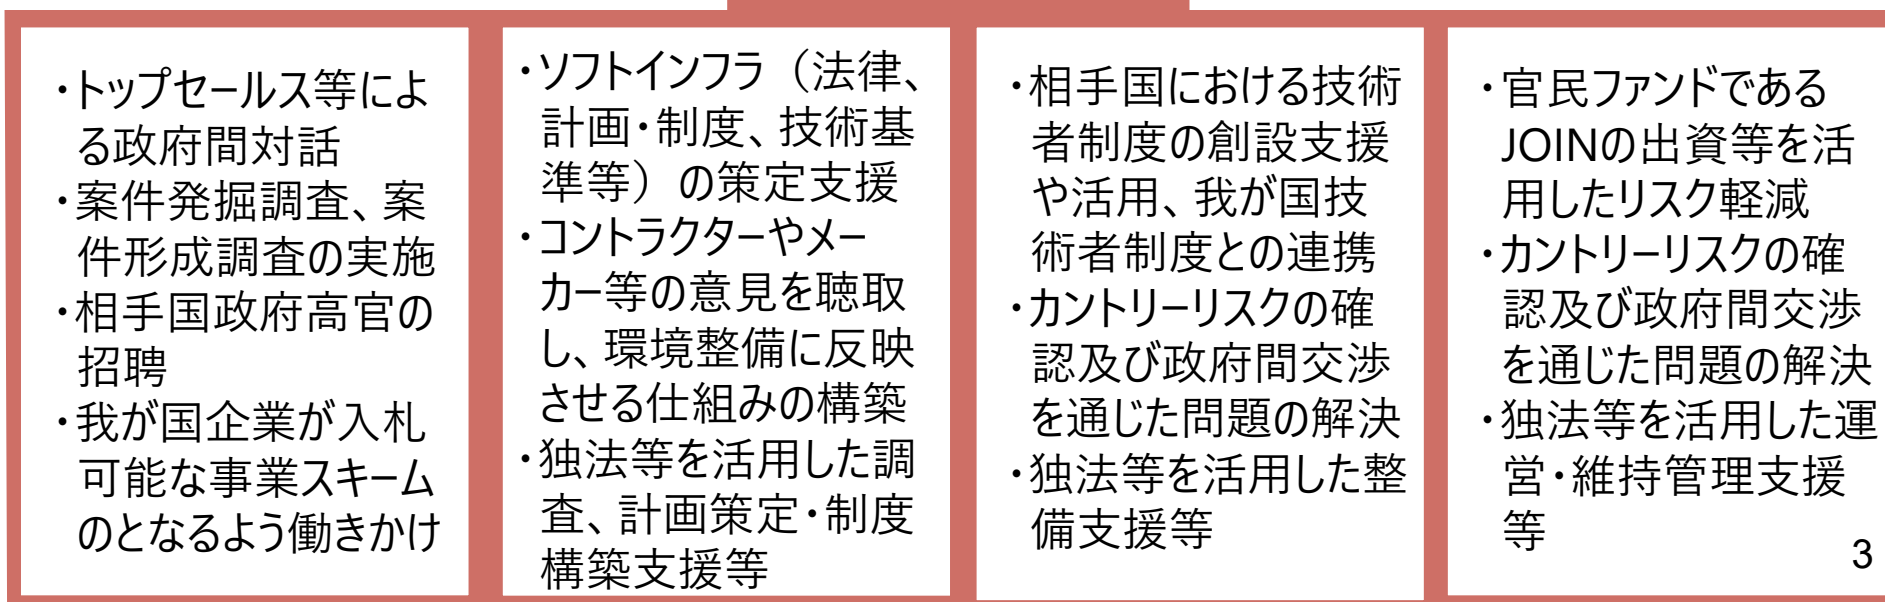 ・トップセールス等によ
る政府間対話
・案件発掘調査、案
件形成調査の実施
・相手国政府高官の
招聘
・我が国企業が入札
可能な事業スキーム
のとなるよう働きかけ
・ソフトインフラ（法律、
計画・制度、技術基
準等）の策定支援
・コントラクターやメー
カー等の意見を聴取
し、環境整備に反映
させる仕組みの構築
・独法等を活用した調
査、計画策定・制度
構築支援等
・相手国における技術
者制度の創設支援
や活用、我が国技
術者制度との連携
・カントリーリスクの確
認及び政府間交渉
を通じた問題の解決
・独法等を活用した整
備支援等
・官民ファンドである
JOINの出資等を活
用したリスク軽減
・カントリーリスクの確
認及び政府間交渉
を通じた問題の解決
・独法等を活用した運
営・維持管理支援
等
3